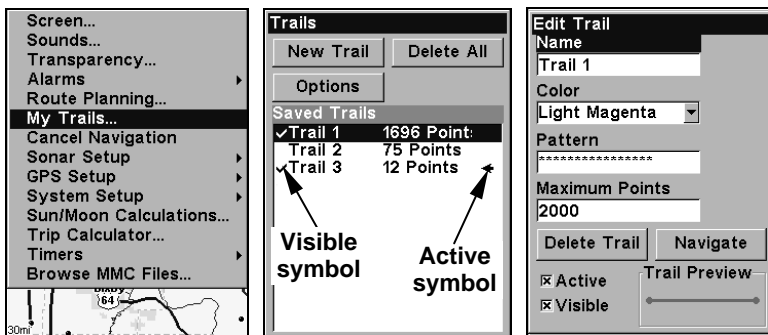 Screen...
Sounds...
Transparency...
Alarms
Route Planning...
My Trails...
Cancel Navigation
Sonar Setup
GPS Setup
System Setup
Sun/Moon Calculations...
Trip Calculator...
Timers
Browse MMC Files...
64
30mi
Trails
New Trail Delete All
Options
Saved Trails
Trail 1 1696 Point
Trail 2 75 Points
Trail 3 12 Points
Visible symbol
Active symbol
Edit Trail
Name
Trail 1
Color
Light Magenta
Pattern
***************
Maximum Points
2000
Delete Trail Navigate
Active
Visible
Trail Preview